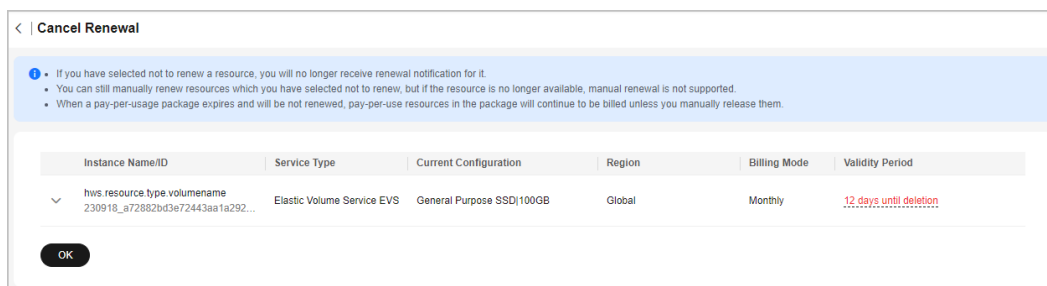 < | Cancel Renewal
If you have selected not to renew a resource, you will no longer receive renewal notification for it.
You can still manually renew resources which you have selected not to renew, but if the resource is no longer available, manual renewal is not supported.
When a pay-per-usage package expires and will be not renewed, pay-per-use resources in the package will continue to be billed unless you manually release them.
Instance Name/ID Service Type Current Configuration Region Billing Mode Validity Period
hws.resource.type.volumename
230918_a72882bd3e72443aa1a292... Elastic Volume Service EVS General Purpose SSD|100GB Global Monthly 12 days until deletion
OK